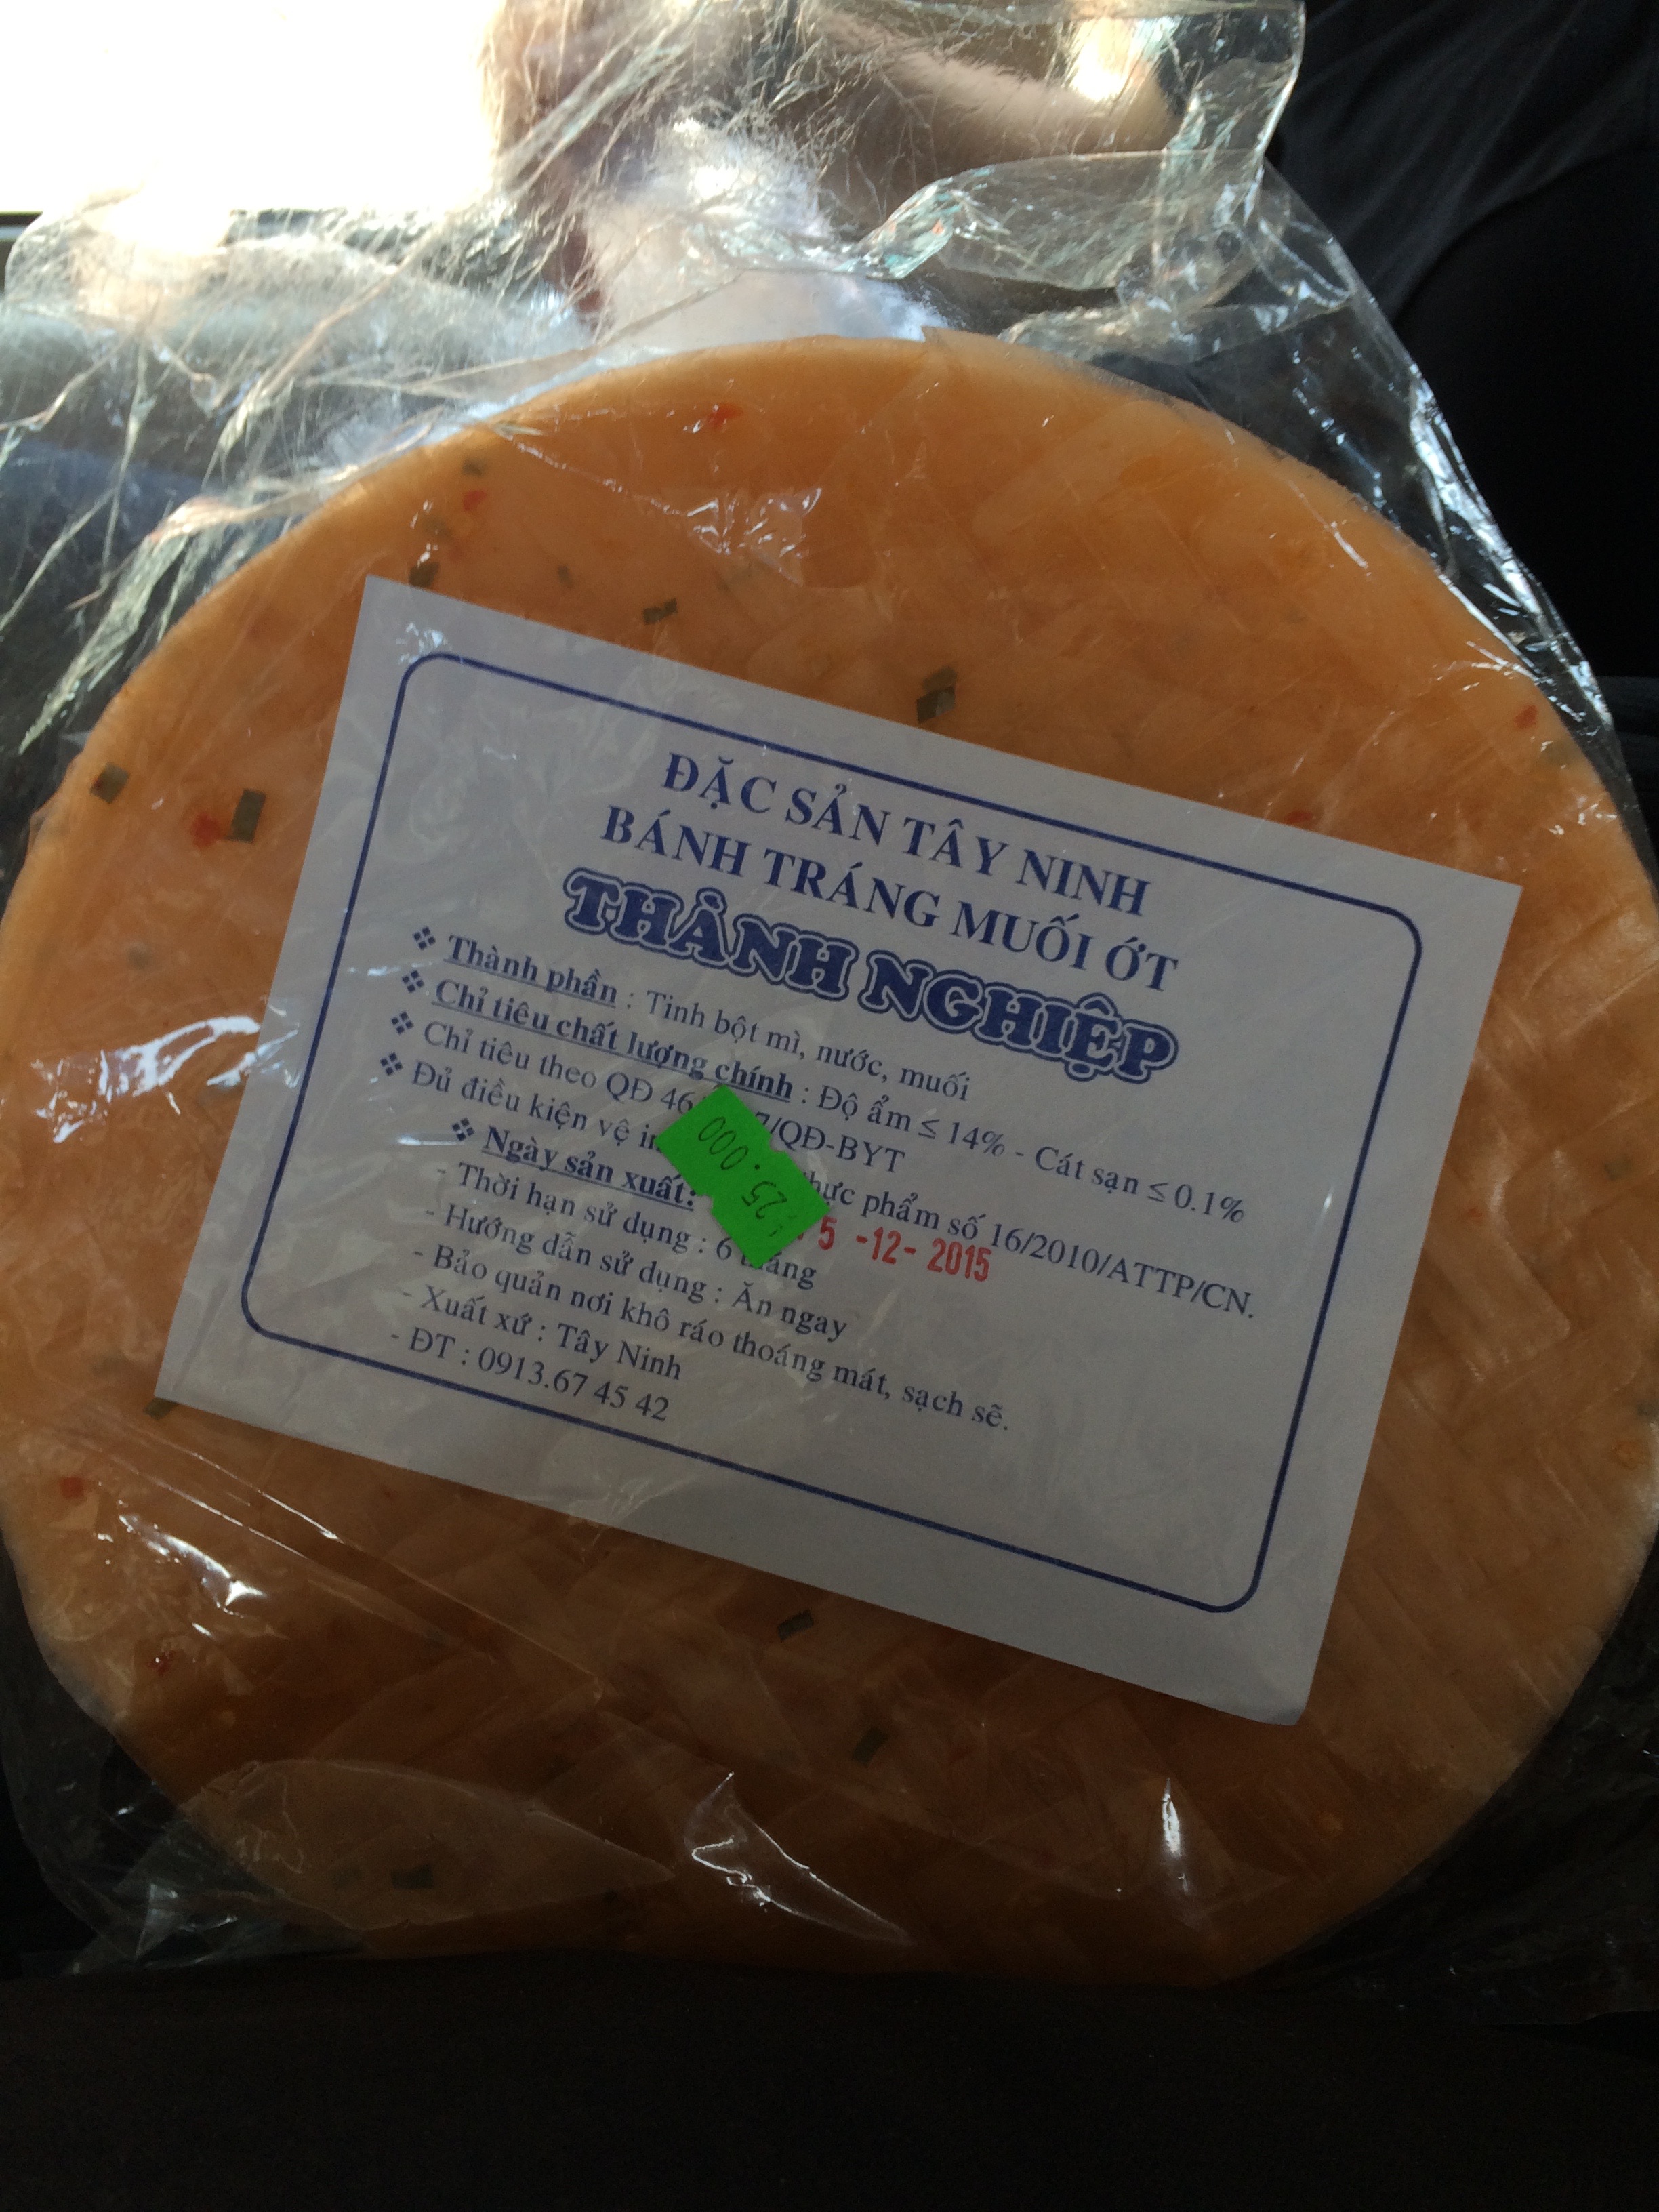 ĐẶC SẢN TÂY NINH
BÁNH TRÁNG MUỐI ỚT
THÀNH NGHIỆP
❖ Thành phần : Tinh bột mì, nước, muối
❖ Chỉ tiêu chất lượng chính : Độ ẩm ≤ 14% - Cát sạn ≤ 0.1%
❖ Chỉ tiêu theo QĐ 46 7/QĐ-BYT
❖ Đủ điều kiện vệ phẩm số 16/2010/ATTP/CN.
❖ Ngày sản xuất: 5 -12- 2015
- Thời hạn sử dụng : 6
- Hướng dẫn sử dụng : Ăn ngay
- Bảo quản nơi khô ráo thoáng mát, sạch sẽ.
- Xuất xứ : Tây Ninh
- ĐT : 0913.67 45 42
25.000